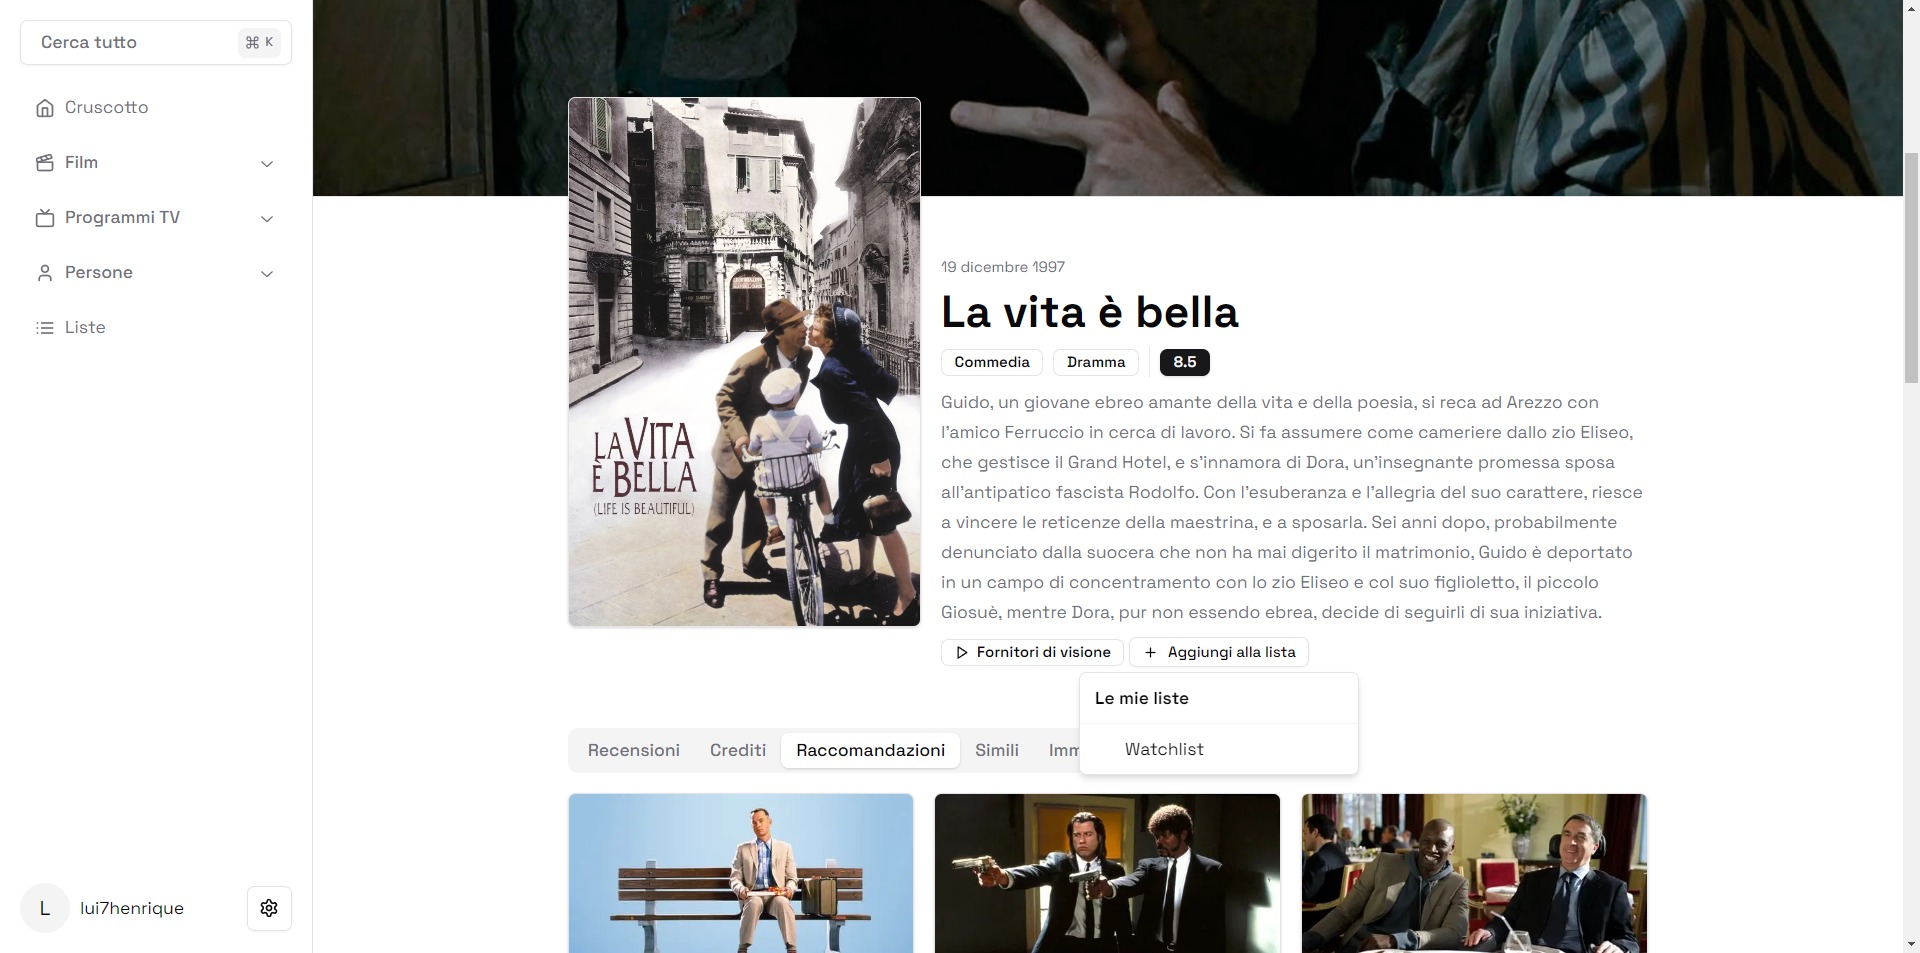 Cerca tutto
⌘ K
Cruscotto
Film
Programmi TV
Persone
Liste
L
lui7henrique
LA VITA
È BELLA
(LIFE IS BEAUTIFUL)
19 dicembre 1997
La vita è bella
Commedia
Dramma
8.5
Guido, un giovane ebreo amante della vita e della poesia, si reca ad Arezzo con
l'amico Ferruccio in cerca di lavoro. Si fa assumere come cameriere dallo zio Eliseo,
che gestisce il Grand Hotel, e s'innamora di Dora, un'insegnante promessa sposa
all'antipatico fascista Rodolfo. Con l'esuberanza e l'allegria del suo carattere, riesce
a vincere le reticenze della maestrina, e a sposarla. Sei anni dopo, probabilmente
denunciato dalla suocera che non ha mai digerito il matrimonio, Guido è deportato
in un campo di concentramento con lo zio Eliseo e col suo figlioletto, il piccolo
Giosuè, mentre Dora, pur non essendo ebrea, decide di seguirli di sua iniziativa.
Fornitori di visione
Aggiungi alla lista
Le mie liste
Watchlist
Recensioni
Crediti
Raccomandazioni
Simili
Imm